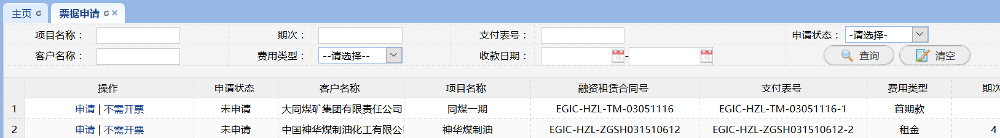 主页 票据申请
项目名称： 期次： 支付表号： 申请状态： -请选择-
客户名称： 费用类型： --请选择-- 收款日期： - 查询 清空
操作 申请状态 客户名称 项目名称 融资租赁合同号 支付表号 费用类型 期次
1 申请 | 不需开票 未申请 大同煤矿集团有限责任公司 同煤一期 EGIC-HZL-TM-03051116 EGIC-HZL-TM-03051116-1 首期款
2 申请 | 不需开票 未申请 中国神华煤制油化工有限公 神华煤制油 EGIC-HZL-ZGSH031510612 EGIC-HZL-ZGSH031510612-2 租金 4